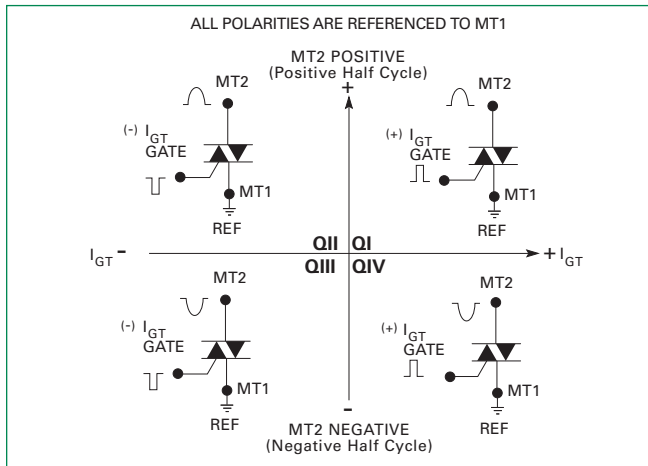 ALL POLARITIES ARE REFERENCED TO MT1
MT2 POSITIVE
(Positive Half Cycle)
+
MT2
(-) IGT
GATE
MT1
REF
MT2
(+) IGT
GATE
MT1
REF
QII QI
IGT -
+ IGT
QIII QIV
MT2
(-) IGT
GATE
MT1
REF
MT2
(+) IGT
GATE
MT1
REF
-
MT2 NEGATIVE
(Negative Half Cycle)